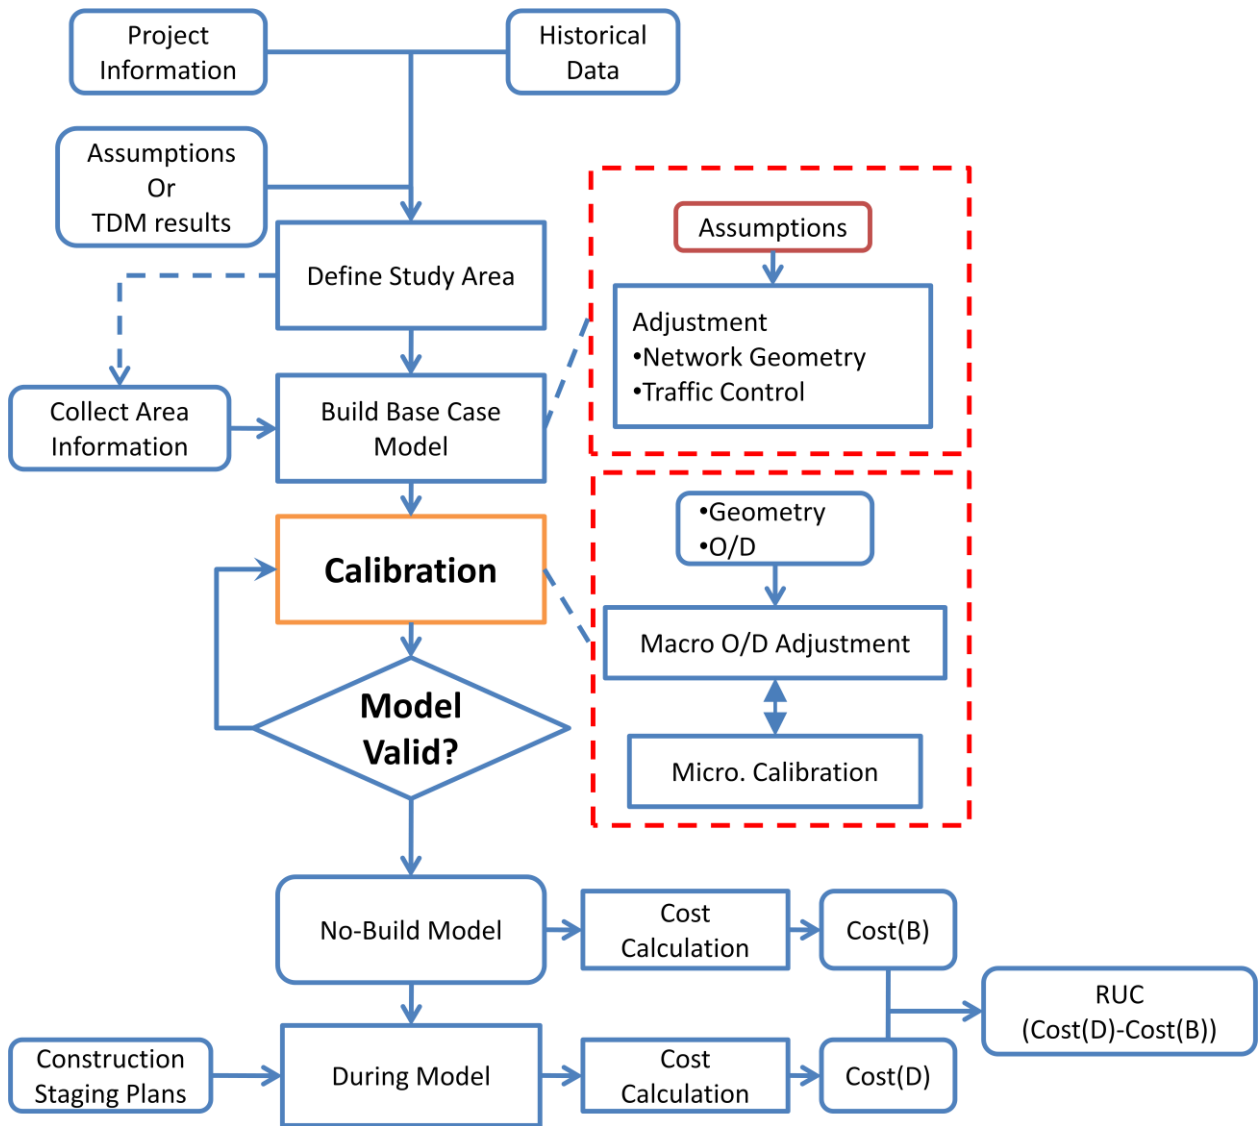 Project
Information
Historical
Data
Assumptions
Or
TDM results
Define Study Area
Assumptions
Adjustment
•Network Geometry
•Traffic Control
Collect Area
Information
Build Base Case
Model
Calibration
•Geometry
•O/D
Macro O/D Adjustment
Model
Valid?
Micro. Calibration
No-Build Model
Cost
Calculation
Cost(B)
RUC
(Cost(D)-Cost(B))
Construction
Staging Plans
During Model
Cost
Calculation
Cost(D)